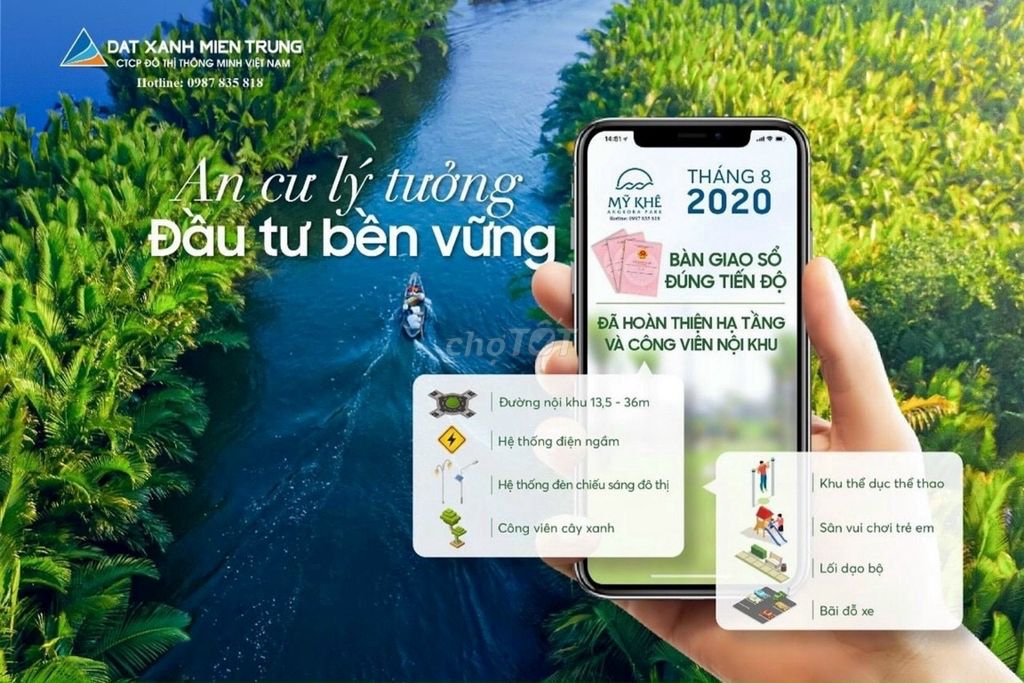 DAT XANH MIEN TRUNG
CTCP ĐÔ THỊ THÔNG MINH VIỆT NAM
Hotline: 0987 835 818
An cư lý tưởng
Đầu tư bền vững
14:51
MỸ KHÊ
ANGKORA PARK
Hotline: 0987 835 818
THÁNG 8
2020
BÀN GIAO SỔ
ĐÚNG TIẾN ĐỘ
ĐÃ HOÀN THIỆN HẠ TẦNG
VÀ CÔNG VIÊN NỘI KHU
chợTỐT
Đường nội khu 13,5 - 36m
Hệ thống điện ngầm
Hệ thống đèn chiếu sáng đô thị
Công viên cây xanh
Khu thể dục thể thao
Sân vui chơi trẻ em
Lối dạo bộ
Bãi đỗ xe